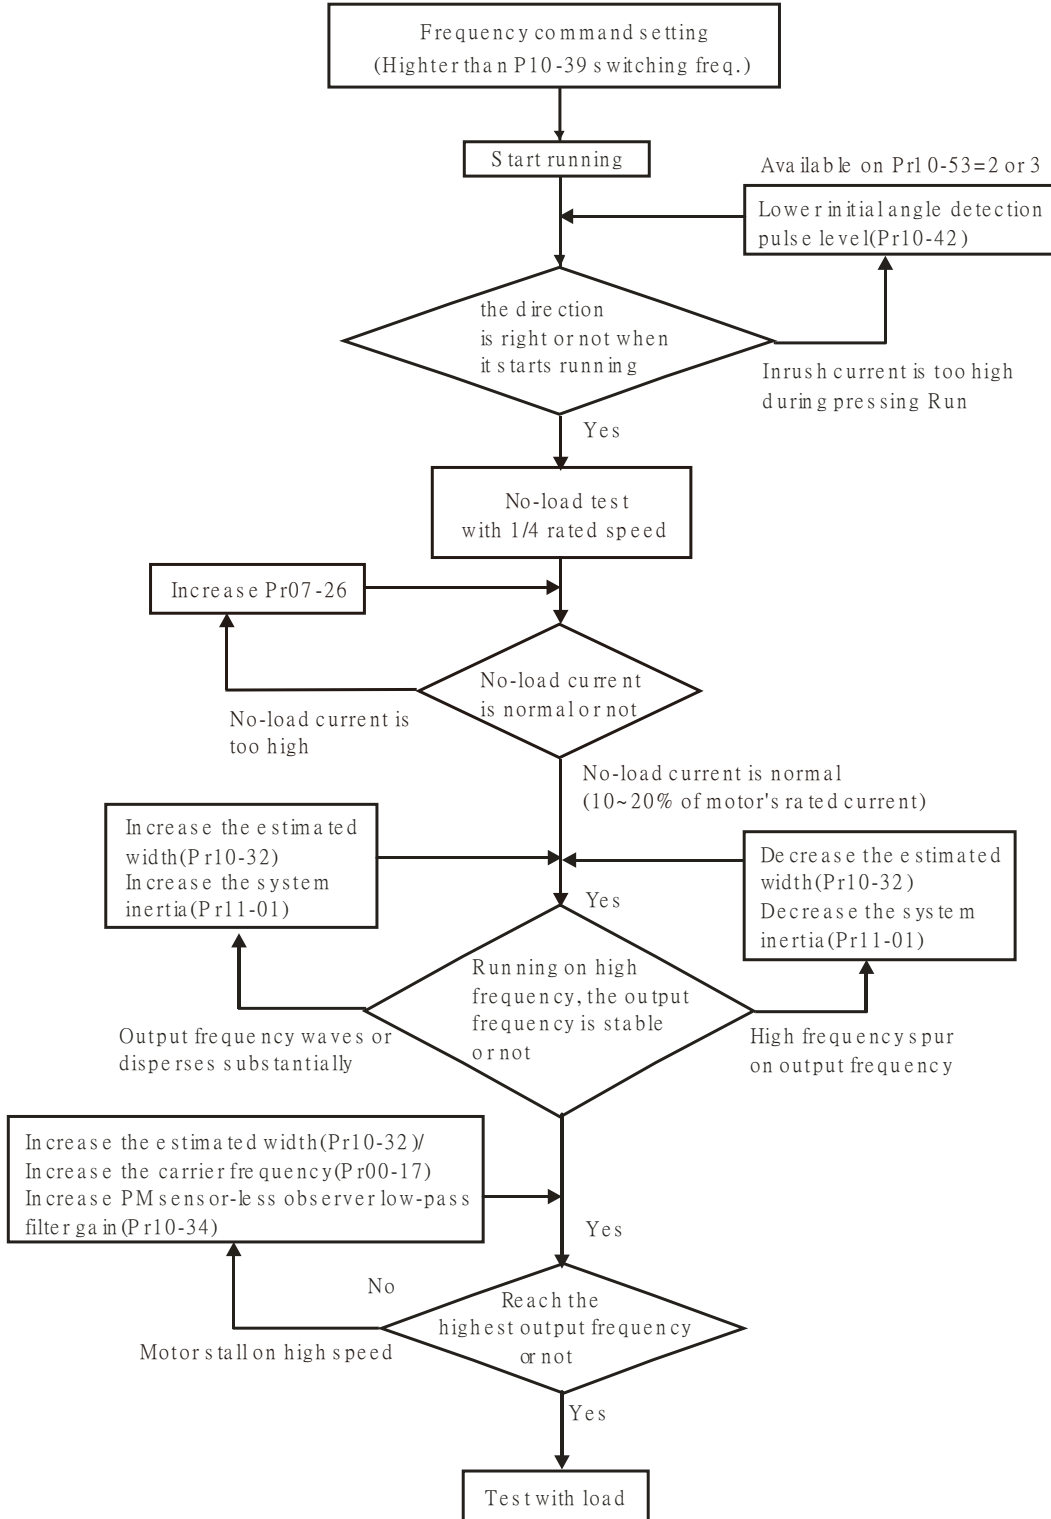 Frequency command setting
(Highter than P10-39 switching freq.)
Start running
Available on Pr10-53=2 or 3
Lower initial angle detection
pulse level(Pr10-42)
the direction
is right or not when
it starts running
Inrush current is too high
during pressing Run
Yes
No-load test
with 1/4 rated speed
Increase Pr07-26
No-load current
is normal or not
No-load current is
too high
No-load current is normal
(10~20% of motor's rated current)
Increase the estimated
width(Pr10-32)
Increase the system
inertia(Pr11-01)
Decrease the estimated
width(Pr10-32)
Decrease the system
inertia(Pr11-01)
Yes
Running on high
frequency, the output
frequency is stable
or not
Output frequency waves or
disperses substantially
High frequency spur
on output frequency
Increase the estimated width(Pr10-32)/
Increase the carrier frequency(Pr00-17)
Increase PM sensor-less observer low-pass
filter gain(Pr10-34)
Yes
No
Reach the
highest output frequency
or not
Motor stall on high speed
Yes
Test with load